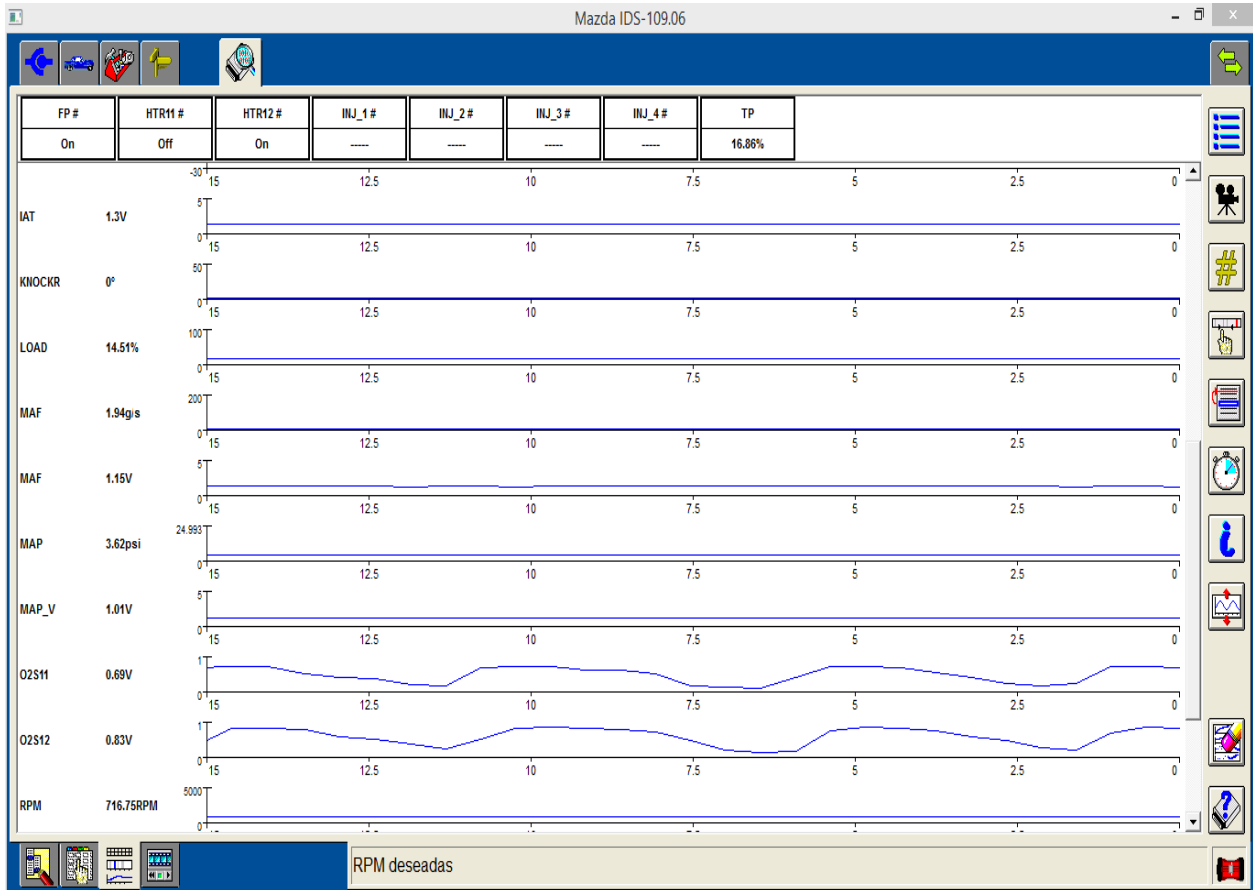 Mazda IDS-109.06
FP # HTR11 # HTR12 # INJ_1 # INJ_2 # INJ_3 # INJ_4 # TP
On Off On ----- ----- ----- ----- 16.86%
-30
15 12.5 10 7.5 5 2.5 0
IAT 1.3V 5 0
15 12.5 10 7.5 5 2.5 0
KNOCKR 0° 50 0
15 12.5 10 7.5 5 2.5 0
LOAD 14.51% 100 0
15 12.5 10 7.5 5 2.5 0
MAF 1.94g/s 200 0
15 12.5 10 7.5 5 2.5 0
MAF 1.15V 5 0
15 12.5 10 7.5 5 2.5 0
MAP 3.62psi 24.993 0
15 12.5 10 7.5 5 2.5 0
MAP_V 1.01V 5 0
15 12.5 10 7.5 5 2.5 0
O2S11 0.69V 1 0
15 12.5 10 7.5 5 2.5 0
O2S12 0.83V 1 0
15 12.5 10 7.5 5 2.5 0
RPM 716.75RPM 5000 0
RPM deseadas